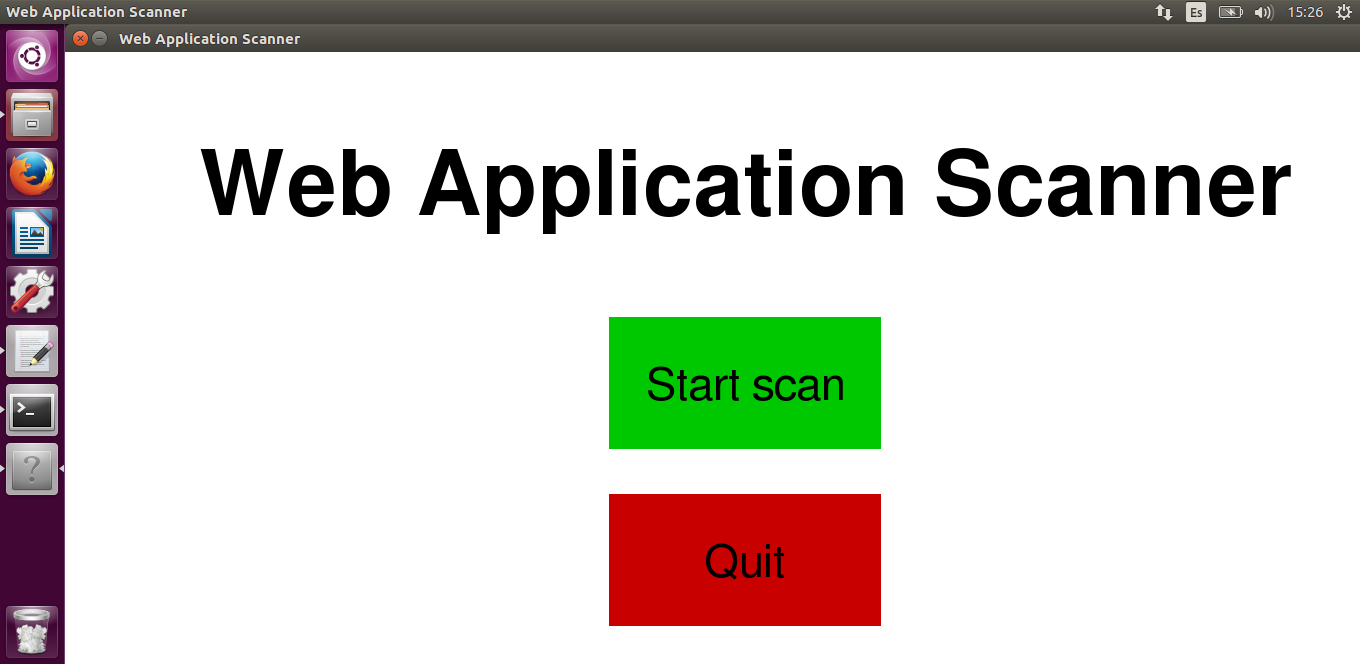 Web Application Scanner
Es
15:26
Web Application Scanner
Web Application Scanner
>_
?
Start scan
Quit